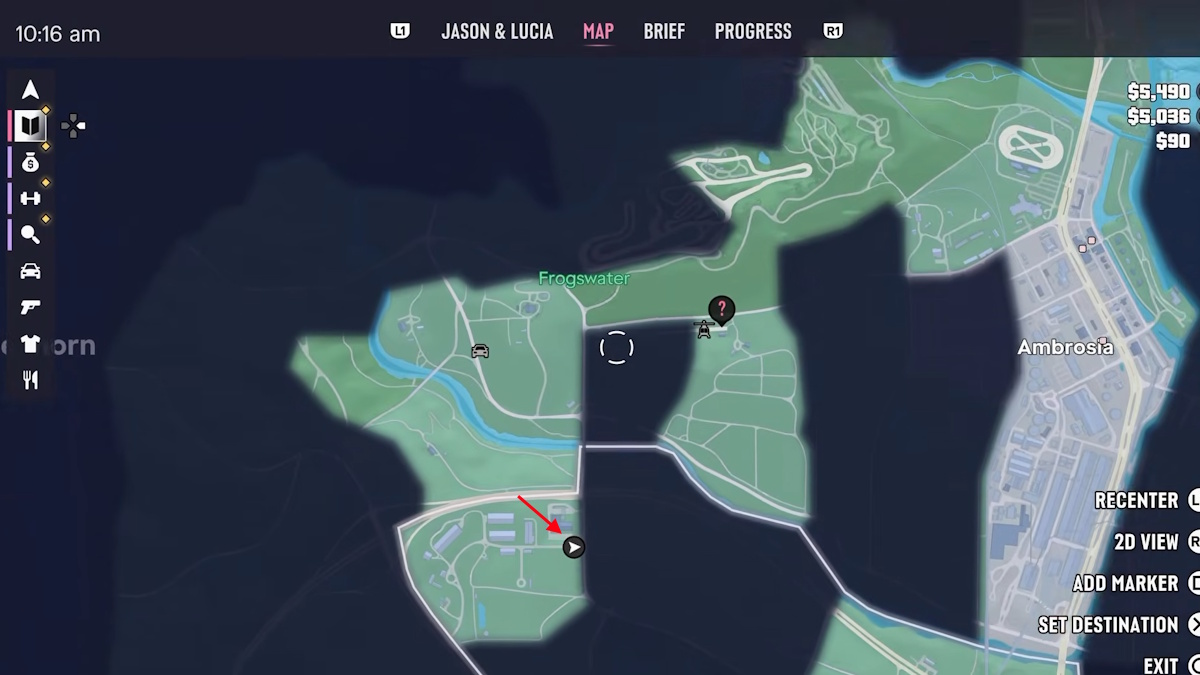 10:16 am
L1 JASON & LUCIA MAP BRIEF PROGRESS R1
$5,490
$5,036
$90
Frogswater
?
orn
Ambrosia
RECENTER
2D VIEW R
ADD MARKER
SET DESTINATION
EXIT